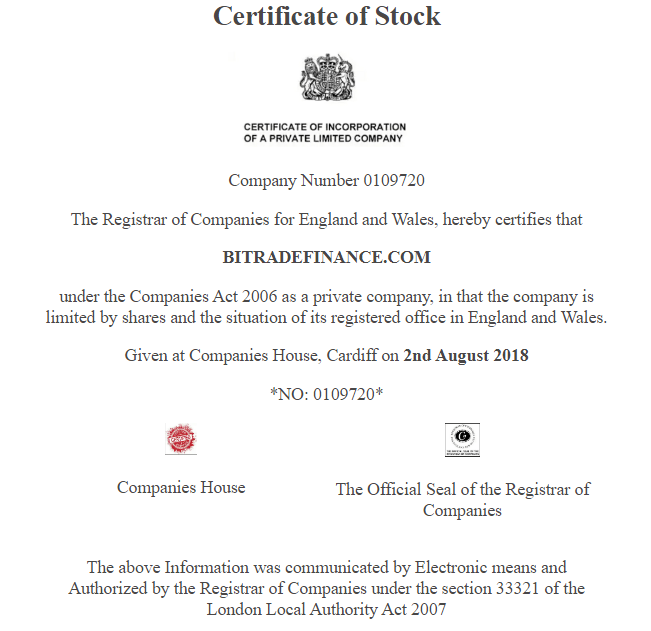 Certificate of Stock
CERTIFICATE OF INCORPORATION
OF A PRIVATE LIMITED COMPANY
Company Number 0109720
The Registrar of Companies for England and Wales, hereby certifies that
BITRADEFINANCE.COM
under the Companies Act 2006 as a private company, in that the company is
limited by shares and the situation of its registered office in England and Wales.
Given at Companies House, Cardiff on 2nd August 2018
*NO: 0109720*
Companies House
The Official Seal of the Registrar of
Companies
The above Information was communicated by Electronic means and
Authorized by the Registrar of Companies under the section 33321 of the
London Local Authority Act 2007